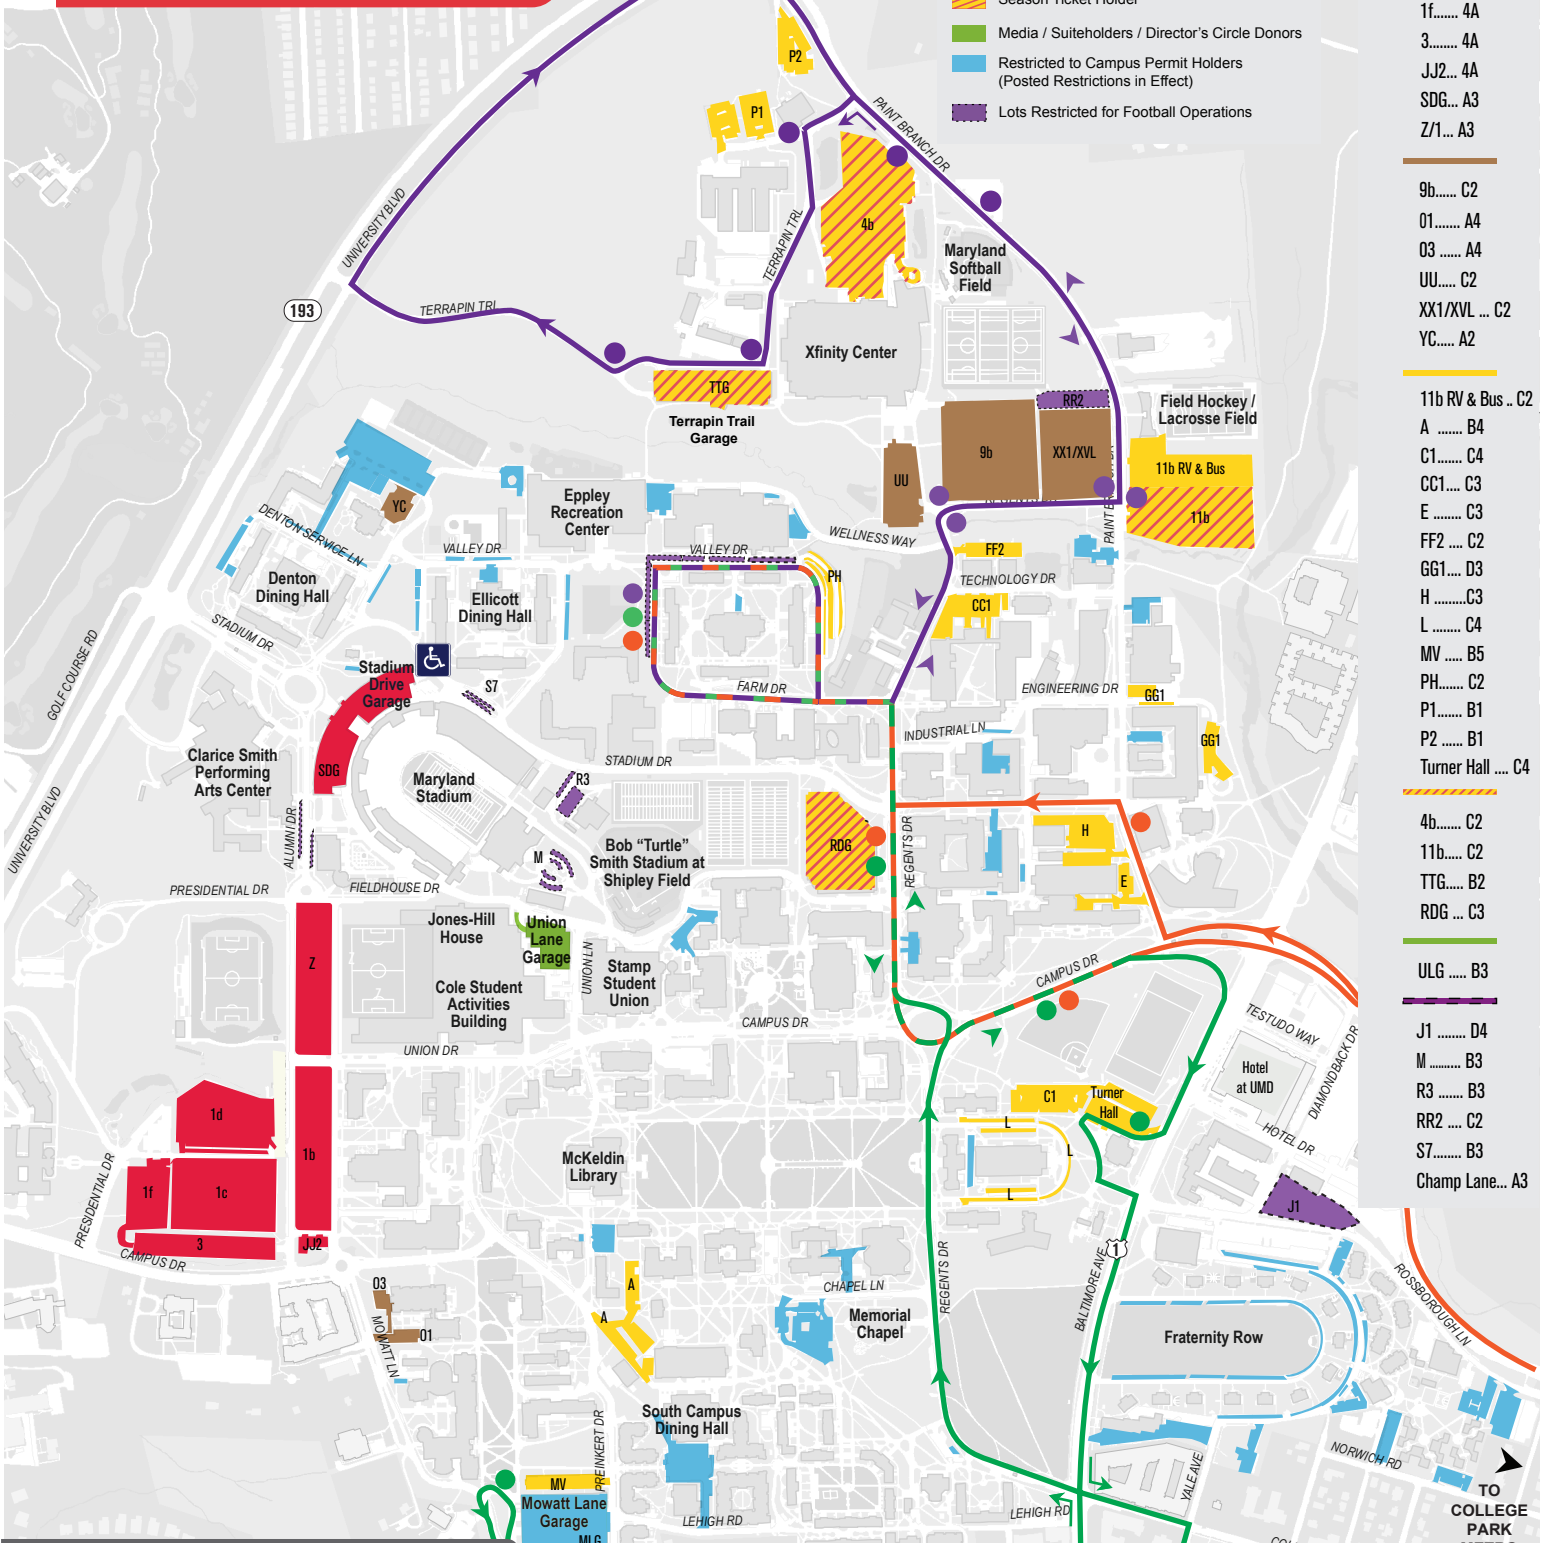 Season Ticket Holder
Media / Suiteholders / Director's Circle Donors
Restricted to Campus Permit Holders
(Posted Restrictions in Effect)
Lots Restricted for Football Operations
1f....... 4A
3........ 4A
JJ2... 4A
SDG... A3
Z/1... A3
9b...... C2
01....... A4
03 ...... A4
UU..... C2
XX1/XVL ... C2
YC..... A2
11b RV & Bus .. C2
A ....... B4
C1....... C4
CC1.... C3
E ........ C3
FF2 .... C2
GG1.... D3
H .........C3
L ........ C4
MV ..... B5
PH....... C2
P1....... B1
P2 ...... B1
Turner Hall .... C4
4b....... C2
11b..... C2
TTG..... B2
RDG ... C3
ULG ..... B3
J1 ........ D4
M .......... B3
R3 ....... B3
RR2 .... C2
S7........ B3
Champ Lane... A3
P2
P1
PAINT BRANCH DR
UNIVERSITY BLVD
193
TERRAPIN TRL
TERRAPIN TRL
4b
Maryland
Softball
Field
Xfinity Center
TTG
Terrapin Trail
Garage
RR2
Field Hockey /
Lacrosse Field
9b
XX1/XVL
UU
11b RV & Bus
11b
YC
Eppley
Recreation
Center
DENTON SERVICE LN
VALLEY DR
VALLEY DR
WELLNESS WAY
FF2
TECHNOLOGY DR
CC1
PH
Denton
Dining Hall
Ellicott
Dining Hall
STADIUM DR
GOLF COURSE RD
Stadium
Drive
Garage
S7
FARM DR
ENGINEERING DR
GG1
GG1
INDUSTRIAL LN
Clarice Smith
Performing
Arts Center
SDG
Maryland
Stadium
STADIUM DR
R3
UNIVERSITY BLVD
ALUMNI DR
M
Bob “Turtle”
Smith Stadium at
Shipley Field
RDG
REGENTS DR
H
E
PRESIDENTIAL DR
FIELDHOUSE DR
Jones-Hill
House
Union
Lane
Garage
UNION LN
Stamp
Student
Union
Z
Cole Student
Activities
Building
CAMPUS DR
CAMPUS DR
UNION DR
TESTUDO WAY
DIAMONDBACK DR
Hotel
at UMD
HOTEL DR
C1
Turner
Hall
L
L
L
1d
1b
1f
1c
3
JJ2
PRESIDENTIAL DR
CAMPUS DR
McKeldin
Library
J1
1
BALTIMORE AVE
REGENTS DR
CHAPEL LN
Memorial
Chapel
ROSSBOROUGH LN
Fraternity Row
03
01
MOWATT LN
A
A
South Campus
Dining Hall
PREINKERT DR
MV
Mowatt Lane
Garage
MLG
LEHIGH RD
LEHIGH RD
YALE AVE
NORWICH RD
TO
COLLEGE
PARK